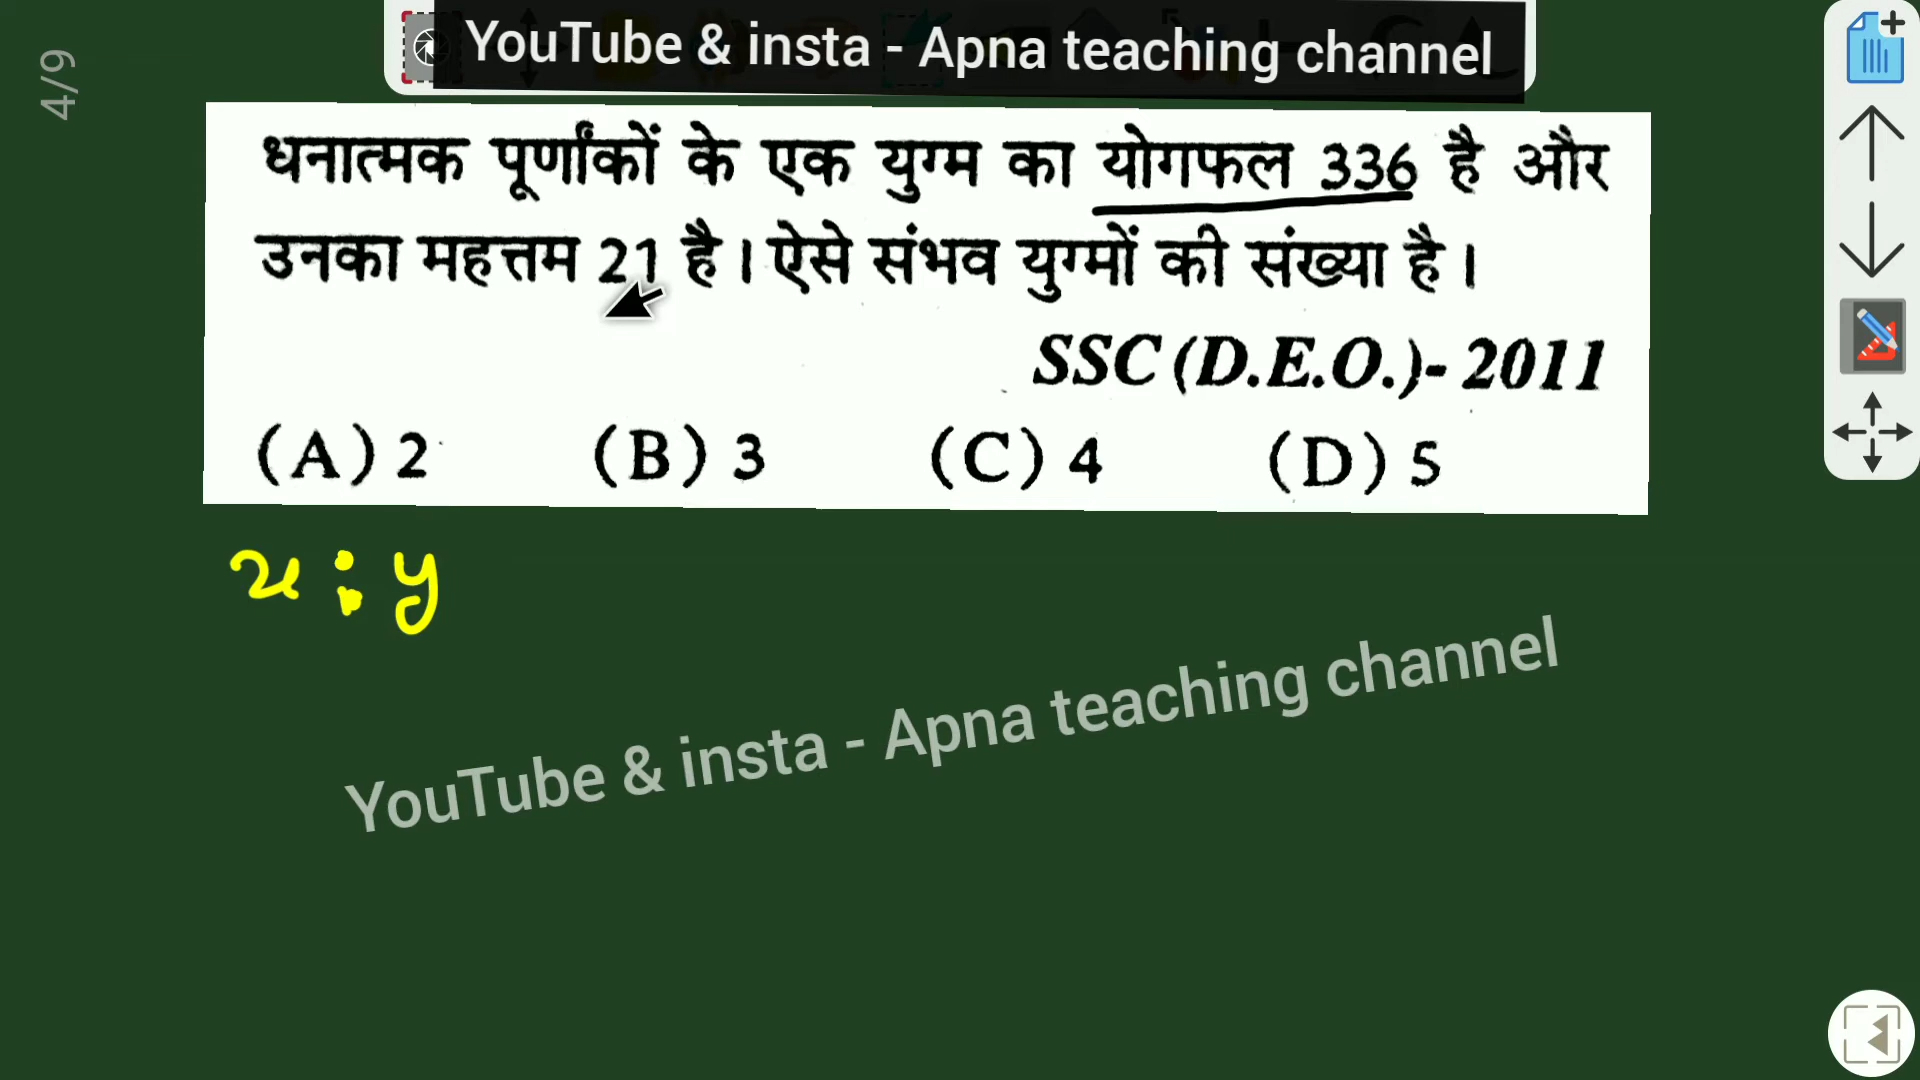 YouTube & insta - Apna teaching channel
4/9
धनात्मक पूर्णांकों के एक युग्म का योगफल 336 है और
उनका महत्तम 21 है। ऐसे संभव युग्मों की संख्या है।
SSC (D.E.O.)- 2011
(A) 2 (B) 3 (C) 4 (D) 5
x : y
YouTube & insta - Apna teaching channel